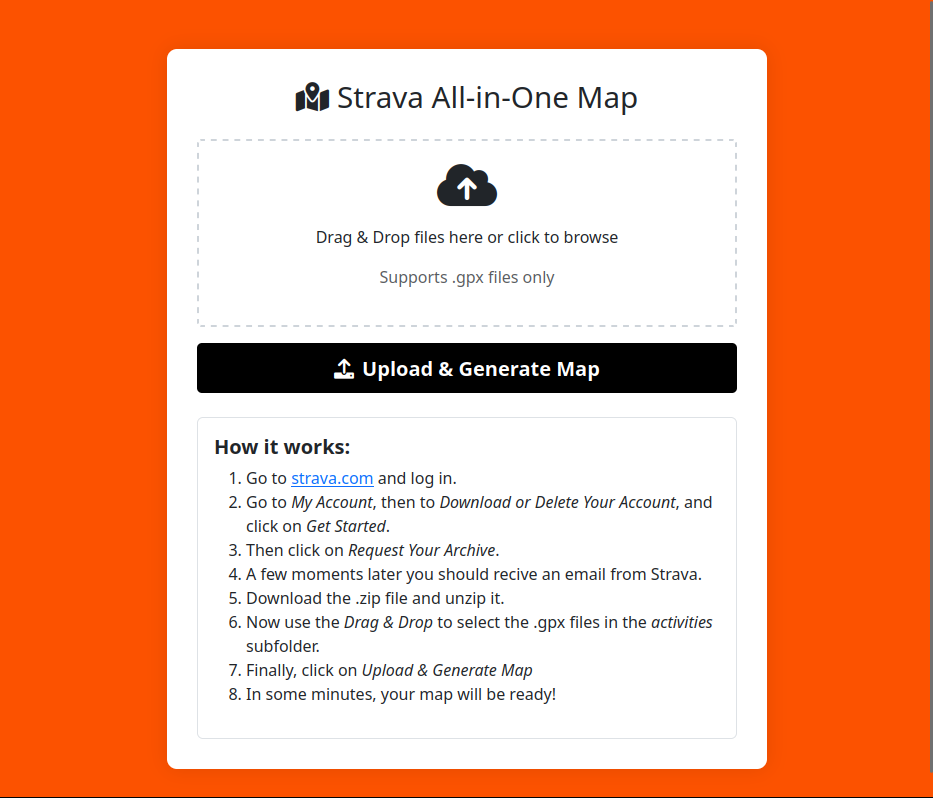 Strava All-in-One Map
Drag & Drop files here or click to browse
Supports .gpx files only
Upload & Generate Map
How it works:
1. Go to strava.com and log in.
2. Go to My Account, then to Download or Delete Your Account, and
click on Get Started.
3. Then click on Request Your Archive.
4. A few moments later you should recive an email from Strava.
5. Download the .zip file and unzip it.
6. Now use the Drag & Drop to select the .gpx files in the activities
subfolder.
7. Finally, click on Upload & Generate Map
8. In some minutes, your map will be ready!